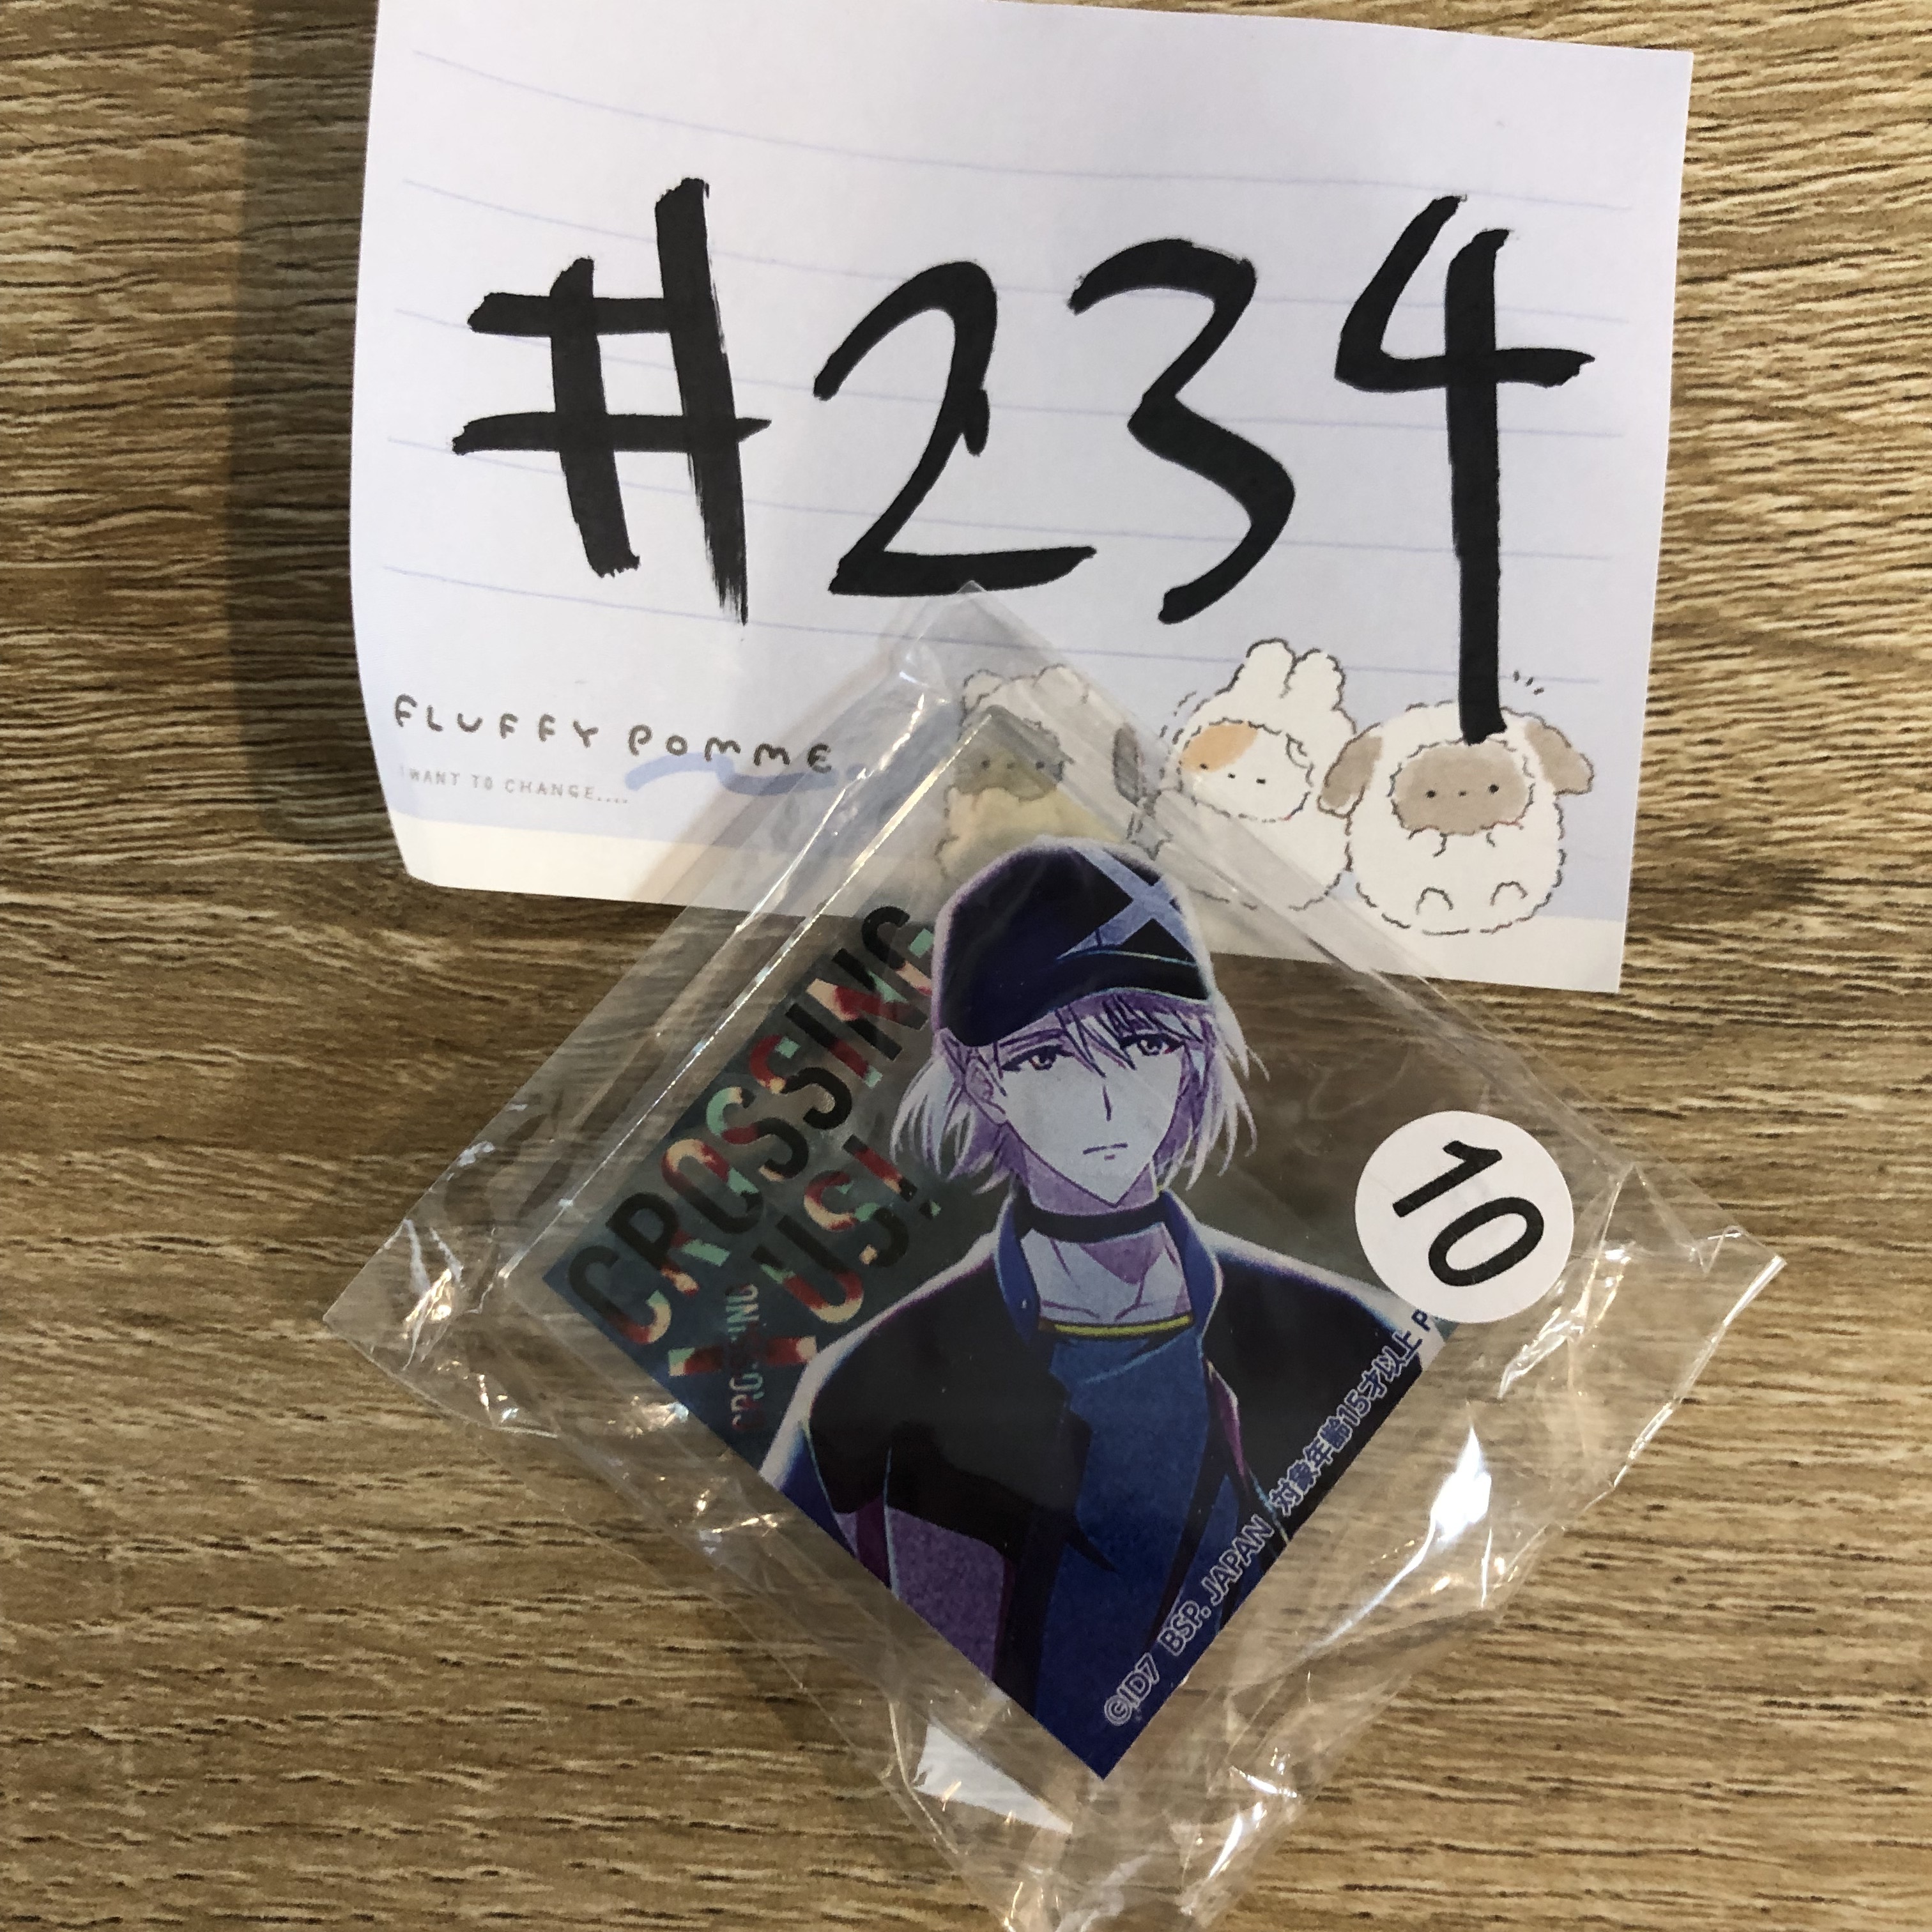 #234
FLUFFY POMME
I WANT TO CHANGE....
CROSSING
X US!
CROSSING
10
©ID7 BSP. JAPAN 対象年齢15才以上 P